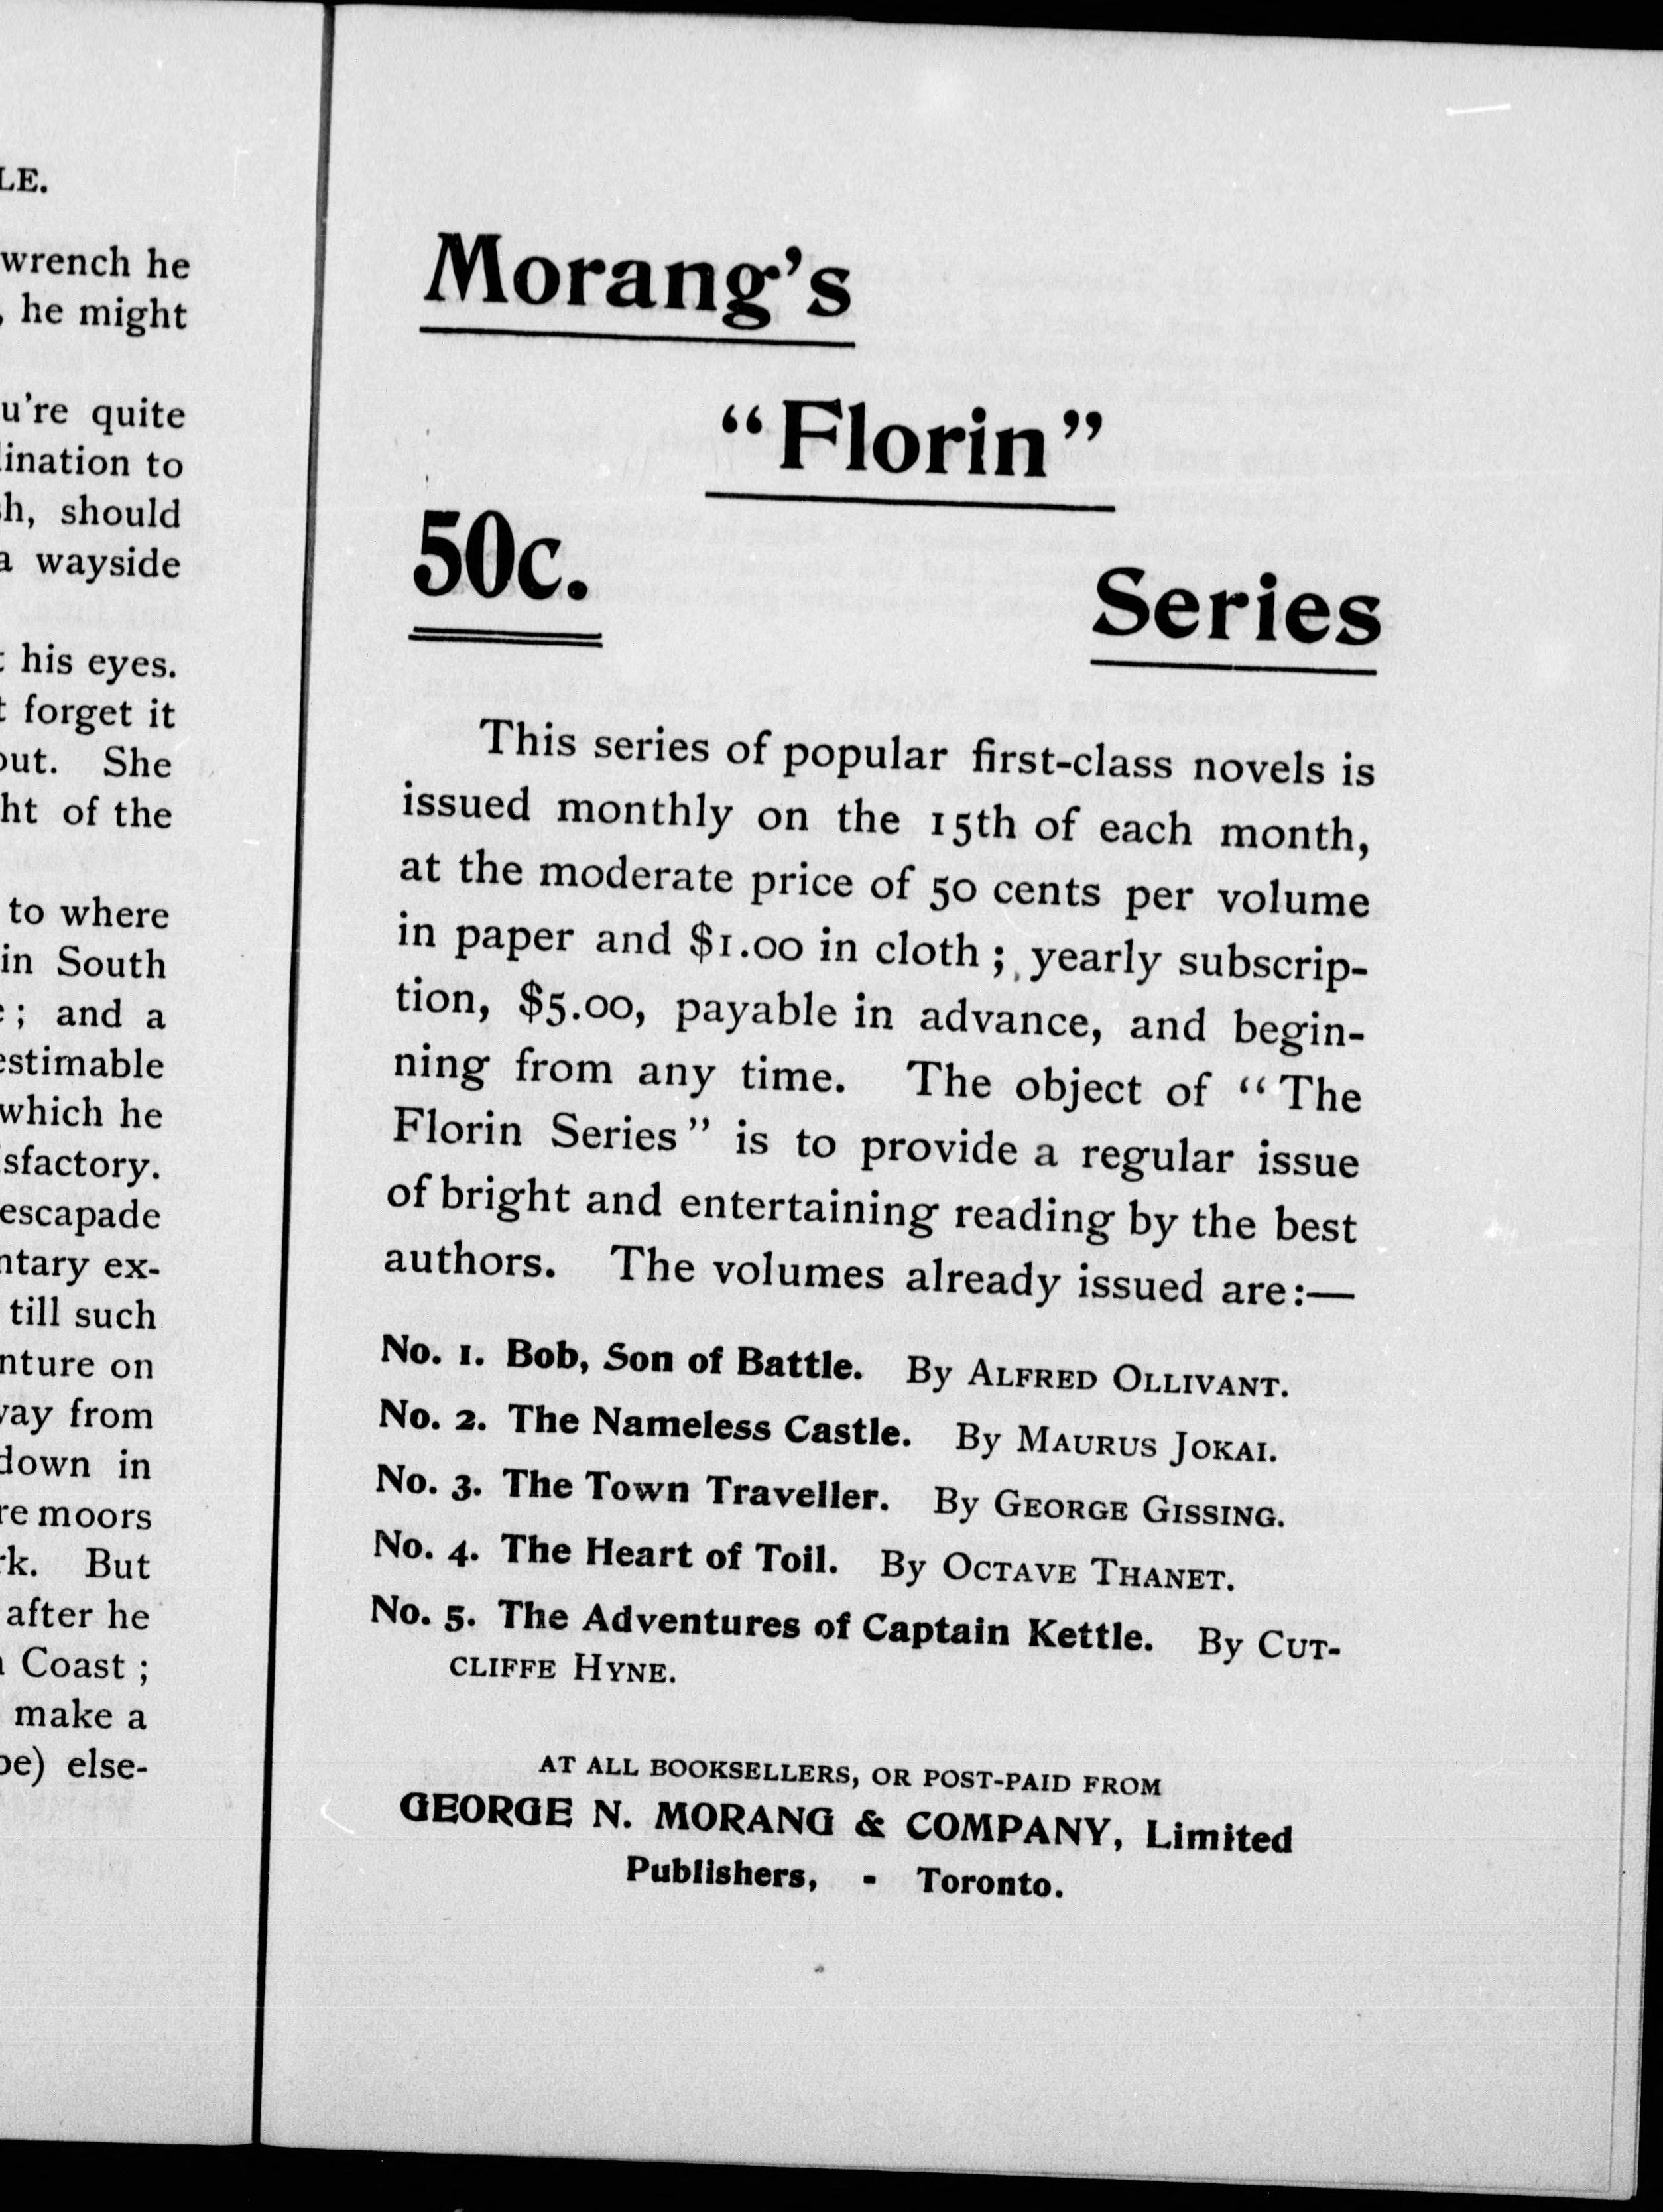 LE.
wrench he
, he might
u're quite
ination to
h, should
a wayside
his eyes.
forget it
out. She
ht of the
to where
in South
; and a
estimable
which he
sfactory.
escapade
ntary ex-
till such
nture on
way from
down in
re moors
rk. But
after he
Coast ;
make a
be) else-
Morang's
"Florin"
50c.
Series
This series of popular first-class novels is
issued monthly on the 15th of each month,
at the moderate price of 50 cents per volume
in paper and $1.00 in cloth ; yearly subscrip-
tion, $5.00, payable in advance, and begin-
ning from any time. The object of "The
Florin Series" is to provide a regular issue
of bright and entertaining reading by the best
authors. The volumes already issued are:—
No. 1. Bob, Son of Battle. By ALFRED OLLIVANT.
No. 2. The Nameless Castle. By MAURUS JOKAI.
No. 3. The Town Traveller. By GEORGE GISSING.
No. 4. The Heart of Toil. By OCTAVE THANET.
No. 5. The Adventures of Captain Kettle. By CUT-
CLIFFE HYNE.
AT ALL BOOKSELLERS, OR POST-PAID FROM
GEORGE N. MORANG & COMPANY, Limited
Publishers, - Toronto.